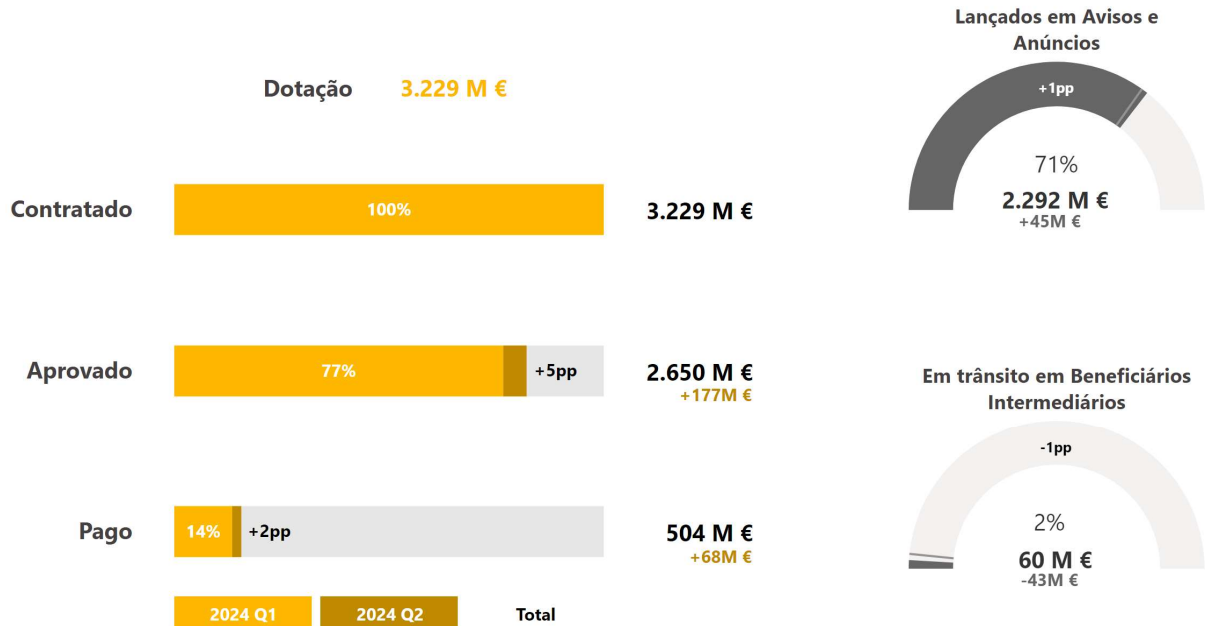 Dotação 3.229 M €
Contratado 100% 3.229 M €
Aprovado 77% +5pp 2.650 M €
+177M €
Pago 14% +2pp 504 M €
+68M €
2024 Q1 2024 Q2 Total
Lançados em Avisos e
Anúncios
+1pp
71%
2.292 M €
+45M €
Em trânsito em Beneficiários
Intermediários
-1pp
2%
60 M €
-43M €